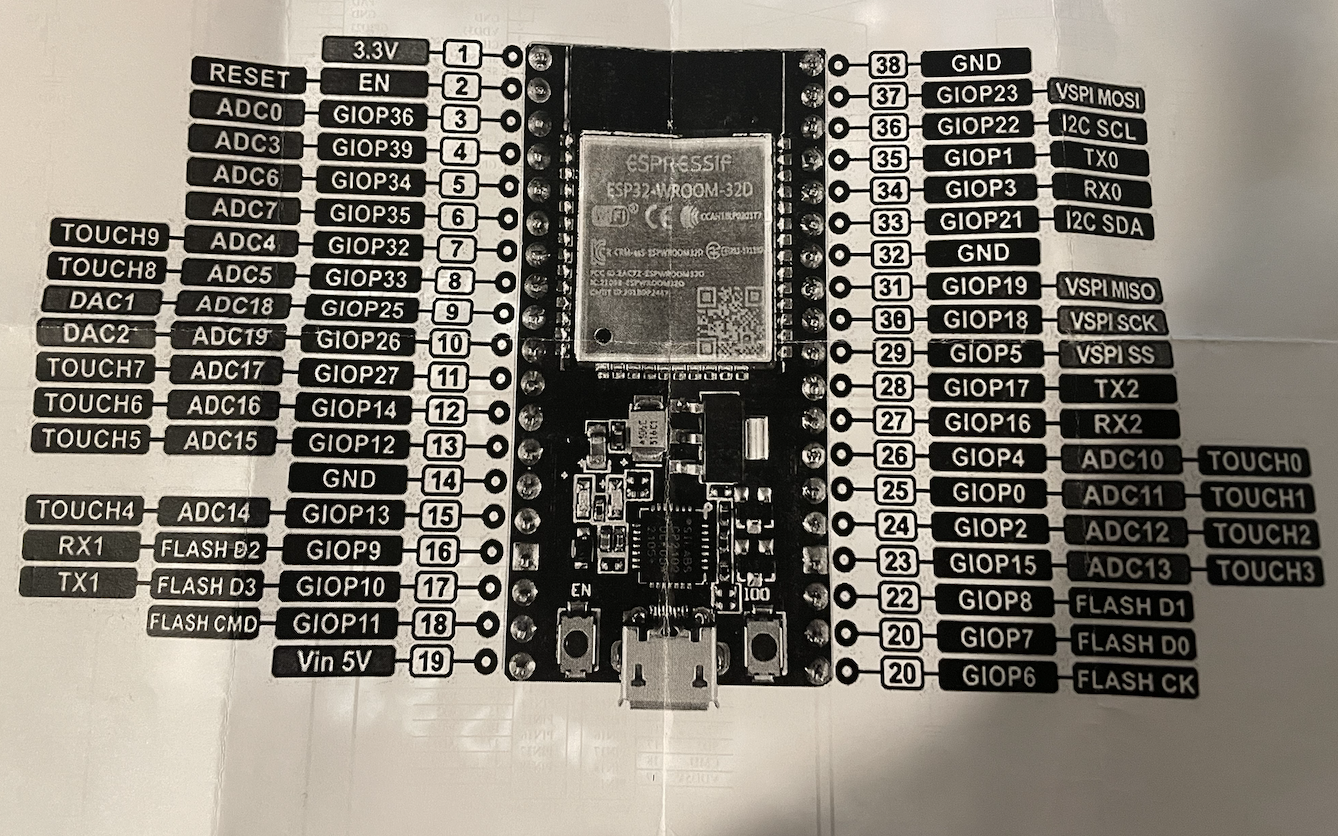 3.3V 1
RESET EN 2
ADC0 GIOP36 3
ADC3 GIOP39 4
ADC6 GIOP34 5
ADC7 GIOP35 6
TOUCH9 ADC4 GIOP32 7
TOUCH8 ADC5 GIOP33 8
DAC1 ADC18 GIOP25 9
DAC2 ADC19 GIOP26 10
TOUCH7 ADC17 GIOP27 11
TOUCH6 ADC16 GIOP14 12
TOUCH5 ADC15 GIOP12 13
GND 14
TOUCH4 ADC14 GIOP13 15
RX1 FLASH D2 GIOP9 16
TX1 FLASH D3 GIOP10 17
FLASH CMD GIOP11 18
Vin 5V 19
ESPRESSIF
ESP32-WROOM-32D
WiFi CE
EN
IO0
38 GND
37 GIOP23 VSPI MOSI
36 GIOP22 I2C SCL
35 GIOP1 TX0
34 GIOP3 RX0
33 GIOP21 I2C SDA
32 GND
31 GIOP19 VSPI MISO
30 GIOP18 VSPI SCK
29 GIOP5 VSPI SS
28 GIOP17 TX2
27 GIOP16 RX2
26 GIOP4 ADC10 TOUCH0
25 GIOP0 ADC11 TOUCH1
24 GIOP2 ADC12 TOUCH2
23 GIOP15 ADC13 TOUCH3
22 GIOP8 FLASH D1
20 GIOP7 FLASH D0
20 GIOP6 FLASH CK